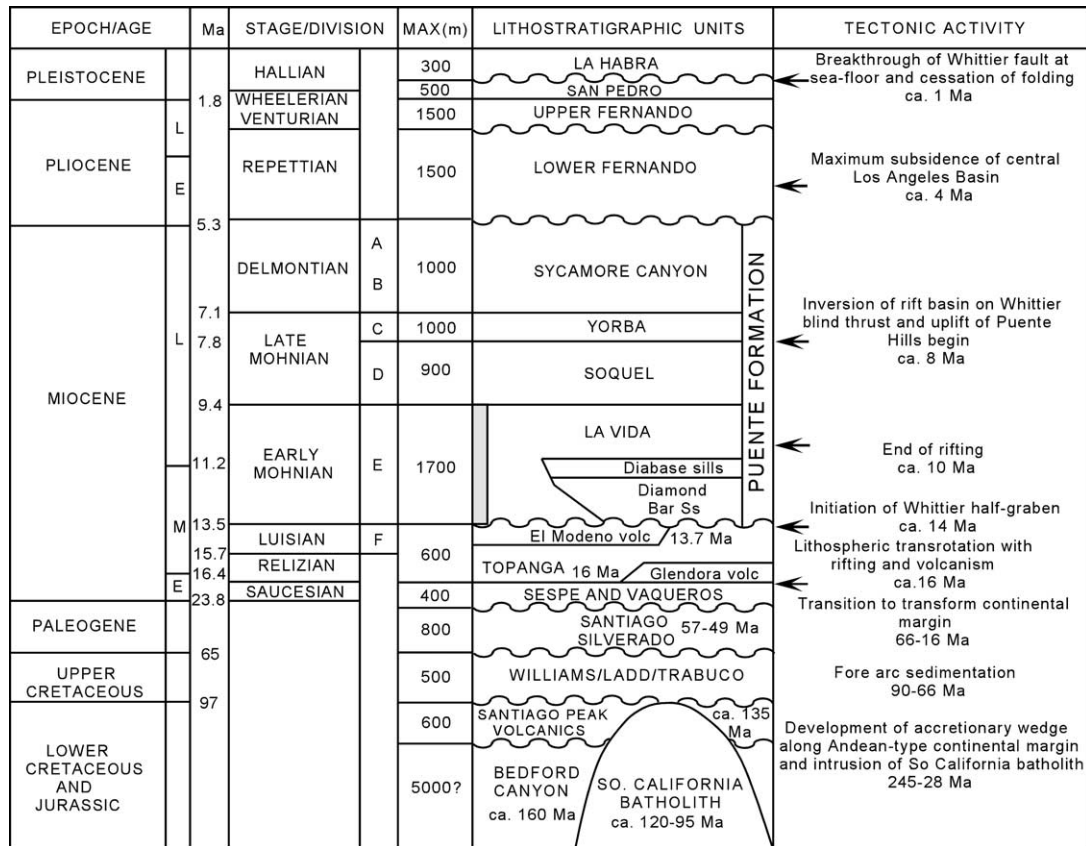 EPOCH/AGE
Ma
STAGE/DIVISION
MAX(m)
LITHOSTRATIGRAPHIC UNITS
TECTONIC ACTIVITY
PLEISTOCENE
PLIOCENE
MIOCENE
PALEOGENE
UPPER
CRETACEOUS
LOWER
CRETACEOUS
AND
JURASSIC
L
E
L
M
E
1.8
5.3
7.1
7.8
9.4
11.2
13.5
15.7
16.4
23.8
65
97
HALLIAN
WHEELERIAN
VENTURIAN
REPETTIAN
DELMONTIAN
LATE
MOHNIAN
EARLY
MOHNIAN
LUISIAN
RELIZIAN
SAUCESIAN
A
B
C
D
E
F
300
500
1500
1500
1000
1000
900
1700
600
400
800
500
600
5000?
LA HABRA
SAN PEDRO
UPPER FERNANDO
LOWER FERNANDO
SYCAMORE CANYON
YORBA
SOQUEL
LA VIDA
Diabase sills
Diamond
Bar Ss
PUENTE FORMATION
El Modeno volc
13.7 Ma
TOPANGA 16 Ma
Glendora volc
SESPE AND VAQUEROS
SANTIAGO
SILVERADO
57-49 Ma
WILLIAMS/LADD/TRABUCO
SANTIAGO PEAK
VOLCANICS
ca. 135
Ma
BEDFORD
CANYON
ca. 160 Ma
SO. CALIFORNIA
BATHOLITH
ca. 120-95 Ma
Breakthrough of Whittier fault at
sea-floor and cessation of folding
ca. 1 Ma
Maximum subsidence of central
Los Angeles Basin
ca. 4 Ma
Inversion of rift basin on Whittier
blind thrust and uplift of Puente
Hills begin
ca. 8 Ma
End of rifting
ca. 10 Ma
Initiation of Whittier half-graben
ca. 14 Ma
Lithospheric transrotation with
rifting and volcanism
ca.16 Ma
Transition to transform continental
margin
66-16 Ma
Fore arc sedimentation
90-66 Ma
Development of accretionary wedge
along Andean-type continental margin
and intrusion of So California batholith
245-28 Ma